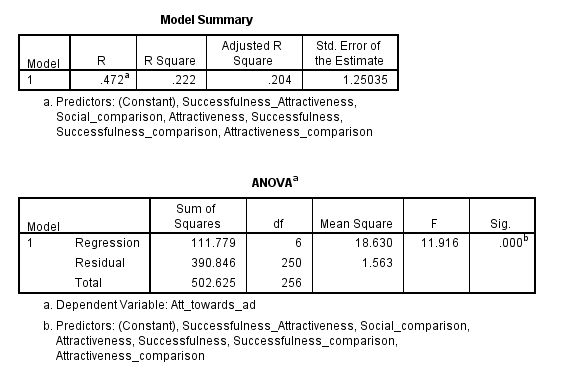 Model Summary
Model R R Square Adjusted R Square Std. Error of the Estimate
1 .472a .222 .204 1.25035
a. Predictors: (Constant), Successfulness_Attractiveness,
Social_comparison, Attractiveness, Successfulness,
Successfulness_comparison, Attractiveness_comparison
ANOVAa
Model Sum of Squares df Mean Square F Sig.
1 Regression 111.779 6 18.630 11.916 .000b
Residual 390.846 250 1.563
Total 502.625 256
a. Dependent Variable: Att_towards_ad
b. Predictors: (Constant), Successfulness_Attractiveness, Social_comparison,
Attractiveness, Successfulness, Successfulness_comparison,
Attractiveness_comparison